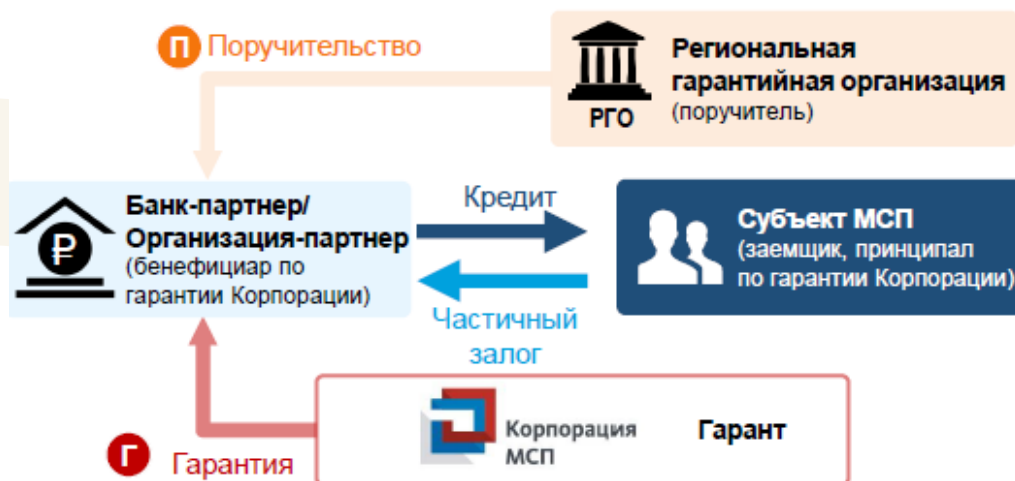 П Поручительство
Региональная
гарантийная организация
(поручитель)
РГО
Банк-партнер/
Организация-партнер
(бенефициар по
гарантии Корпорации)
₽
Кредит
Частичный
залог
Субъект МСП
(заемщик, принципал
по гарантии Корпорации)
Корпорация
МСП
Гарант
Г Гарантия